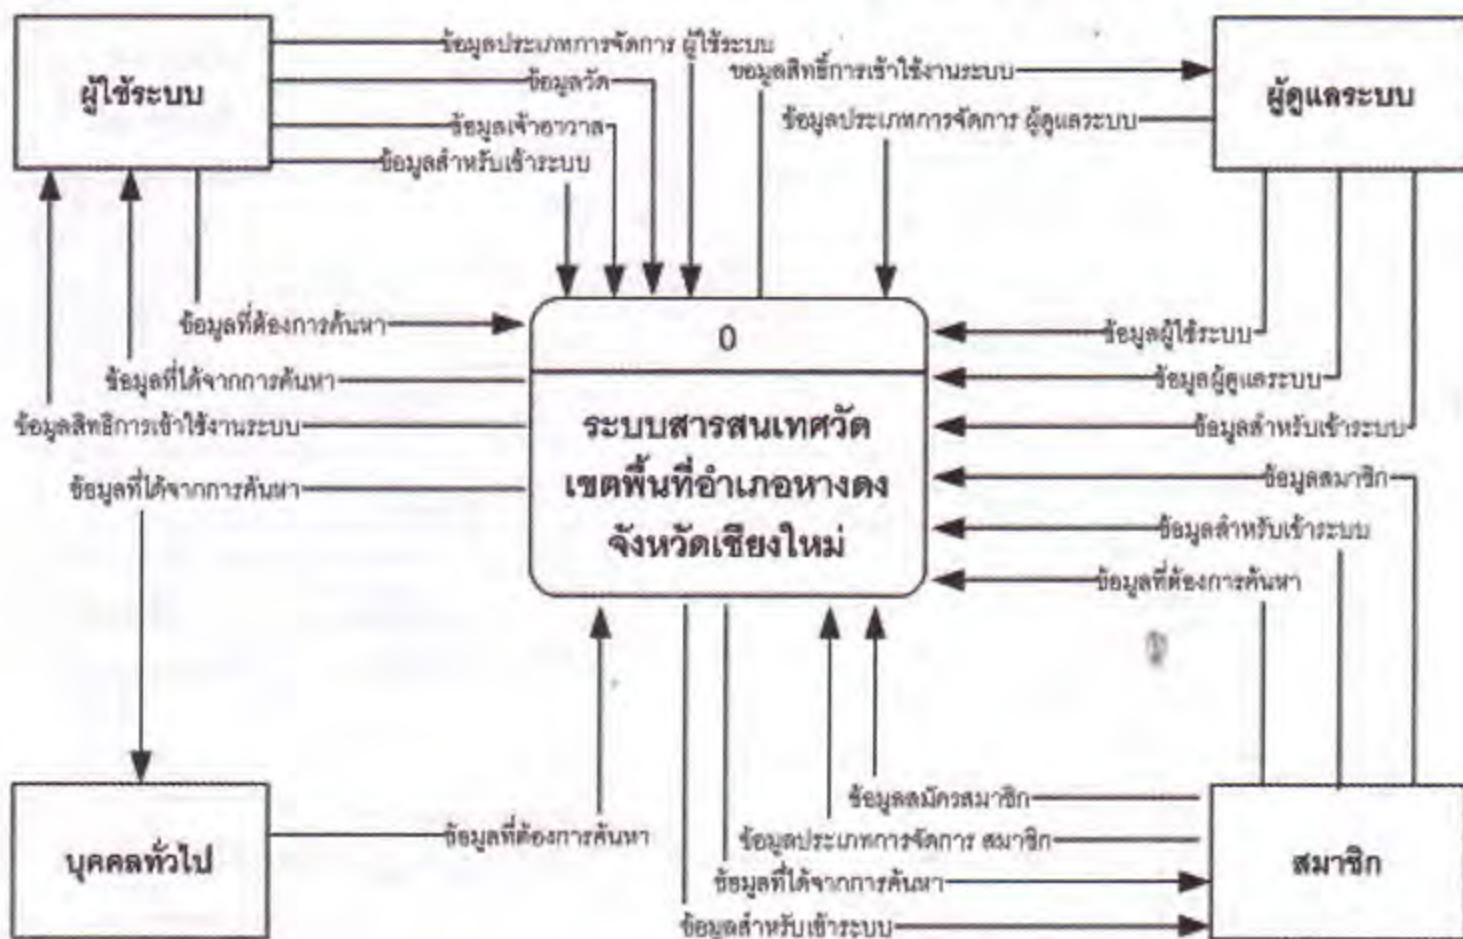 ข้อมูลประเภทการจัดการ ผู้ใช้ระบบ
ผู้ใช้ระบบ
ข้อมูลวัด
ขอมูลสิทธิ์การเข้าใช้งานระบบ
ผู้ดูแลระบบ
ข้อมูลเจ้าอาวาส
ข้อมูลประเภทการจัดการ ผู้ดูแลระบบ
ข้อมูลสำหรับเข้าระบบ
ข้อมูลที่ต้องการค้นหา
0
ข้อมูลผู้ใช้ระบบ
ข้อมูลที่ได้จากการค้นหา
ข้อมูลผู้ดูแลระบบ
ข้อมูลสิทธิการเข้าใช้งานระบบ
ระบบสารสนเทศวัด
เขตพื้นที่อำเภอหางดง
จังหวัดเชียงใหม่
ข้อมูลสำหรับเข้าระบบ
ข้อมูลที่ได้จากการค้นหา
ข้อมูลสมาชิก
ข้อมูลสำหรับเข้าระบบ
ข้อมูลที่ต้องการค้นหา
บุคคลทั่วไป
ข้อมูลที่ต้องการค้นหา
ข้อมูลสมัครสมาชิก
ข้อมูลประเภทการจัดการ สมาชิก
ข้อมูลที่ได้จากการค้นหา
ข้อมูลสำหรับเข้าระบบ
สมาชิก